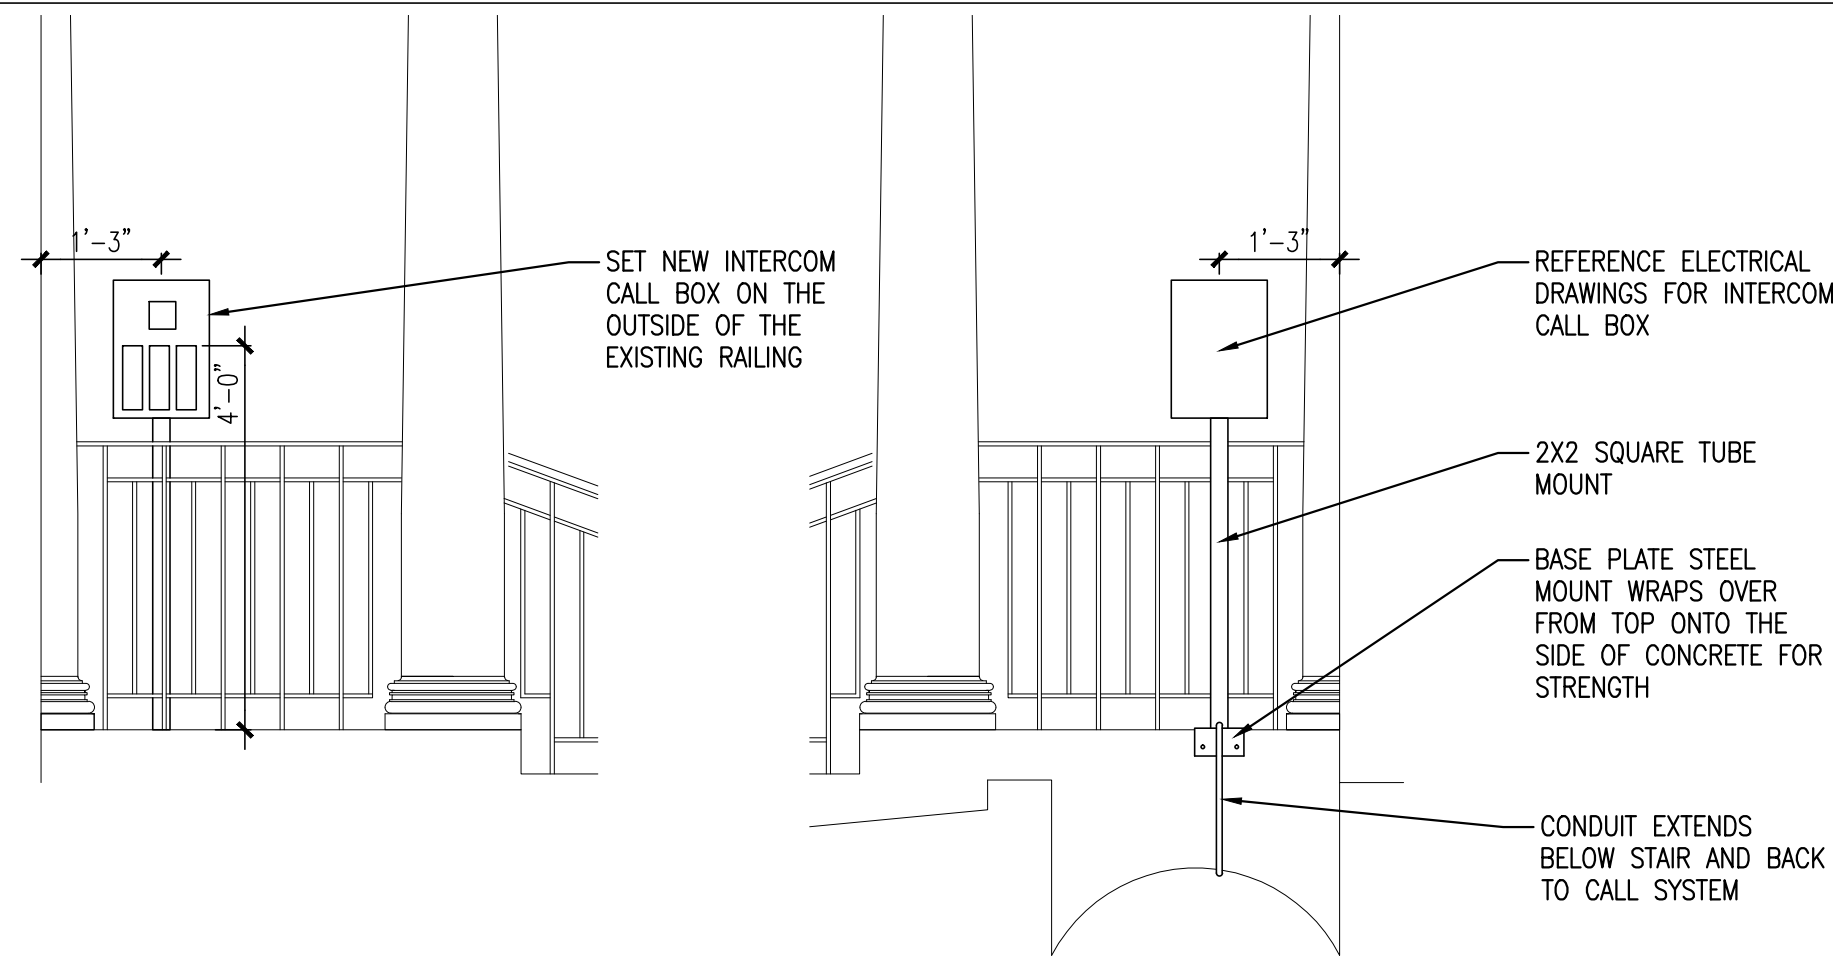 1'-3"
SET NEW INTERCOM
CALL BOX ON THE
OUTSIDE OF THE
EXISTING RAILING
4'-0"
1'-3"
REFERENCE ELECTRICAL
DRAWINGS FOR INTERCOM
CALL BOX
2X2 SQUARE TUBE
MOUNT
BASE PLATE STEEL
MOUNT WRAPS OVER
FROM TOP ONTO THE
SIDE OF CONCRETE FOR
STRENGTH
CONDUIT EXTENDS
BELOW STAIR AND BACK
TO CALL SYSTEM